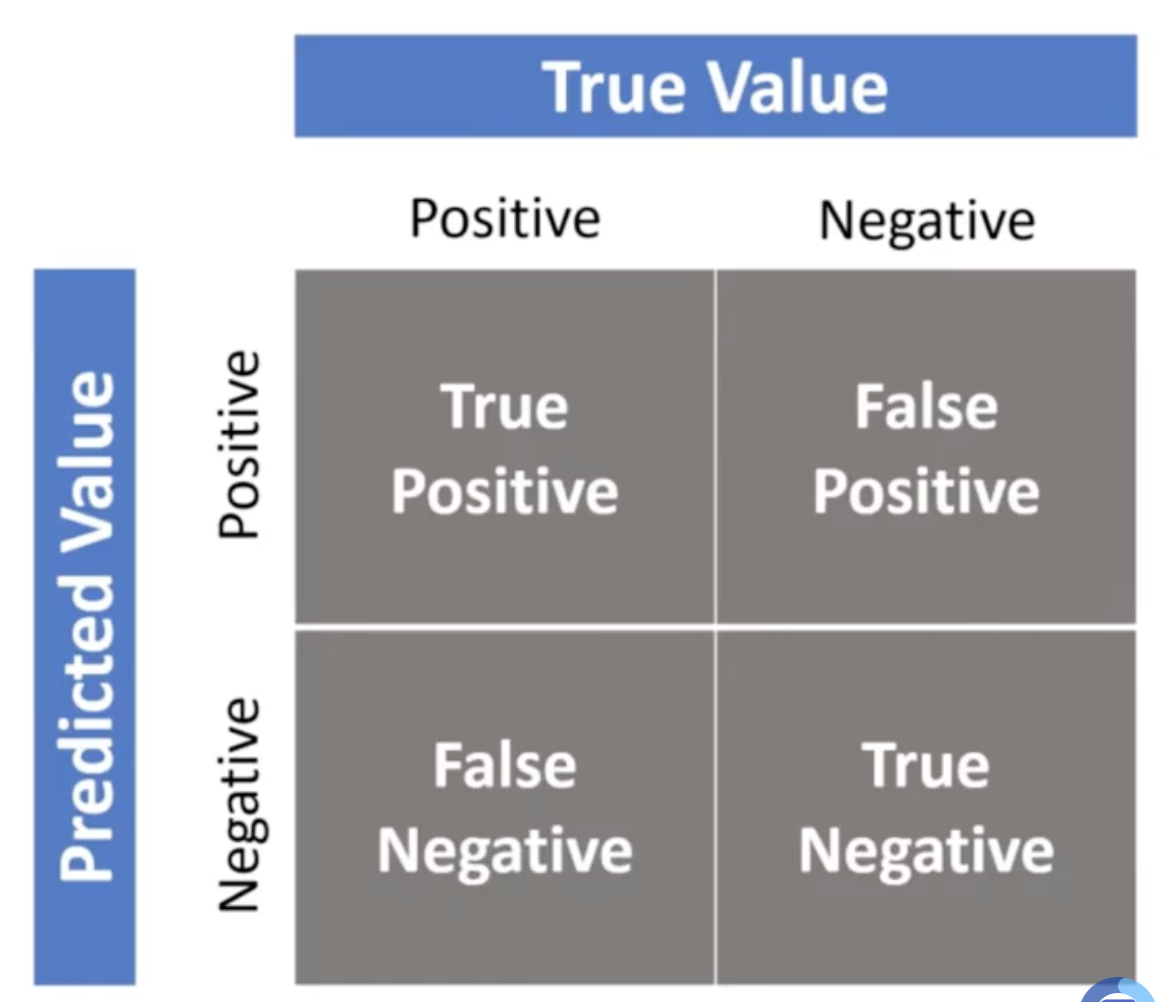 True Value
Positive
Negative
Predicted Value
Positive
True
Positive
False
Positive
Negative
False
Negative
True
Negative